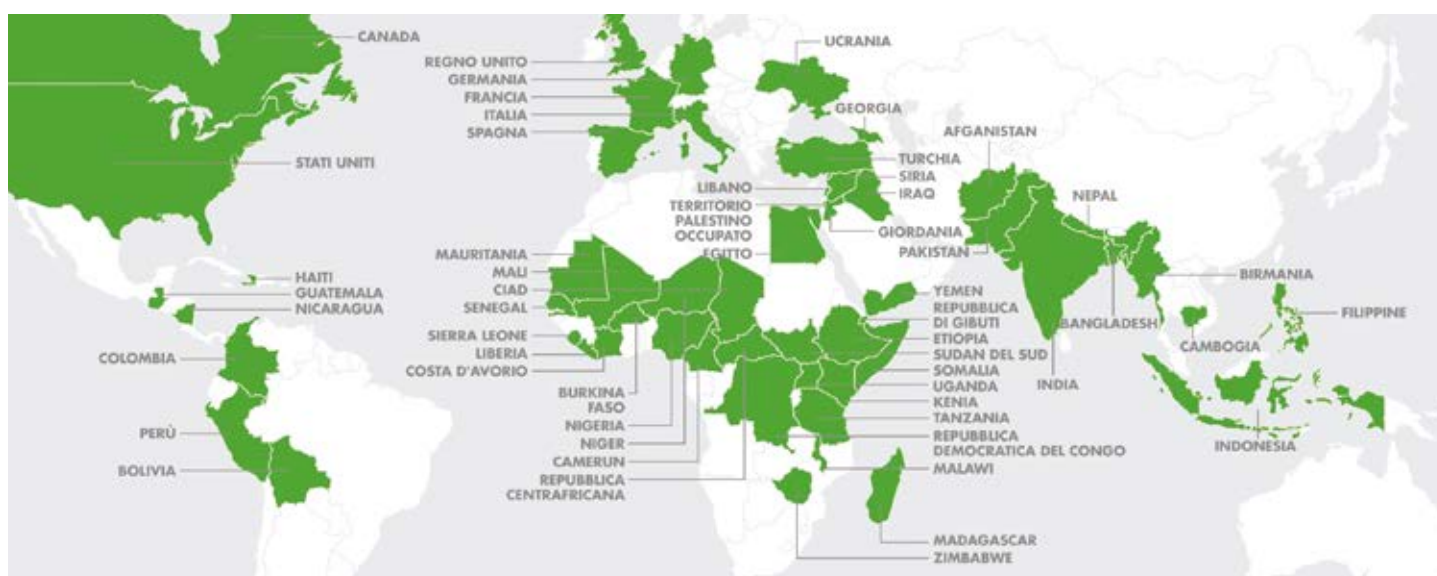 CANADA
STATI UNITI
HAITI
GUATEMALA
NICARAGUA
COLOMBIA
PERÙ
BOLIVIA
REGNO UNITO
GERMANIA
FRANCIA
ITALIA
SPAGNA
UCRANIA
GEORGIA
TURCHIA
SIRIA
IRAQ
LIBANO
TERRITORIO
PALESTINO
OCCUPATO
EGITTO
GIORDANIA
MAURITANIA
MALI
CIAD
SENEGAL
SIERRA LEONE
LIBERIA
COSTA D'AVORIO
BURKINA
FASO
NIGERIA
NIGER
CAMERUN
REPUBBLICA
CENTRAFRICANA
YEMEN
REPUBBLICA
DI GIBUTI
ETIOPIA
SUDAN DEL SUD
SOMALIA
UGANDA
KENIA
TANZANIA
REPUBBLICA
DEMOCRATICA DEL CONGO
MALAWI
MADAGASCAR
ZIMBABWE
AFGANISTAN
PAKISTAN
NEPAL
INDIA
BANGLADESH
BIRMANIA
CAMBOGIA
FILIPPINE
INDONESIA